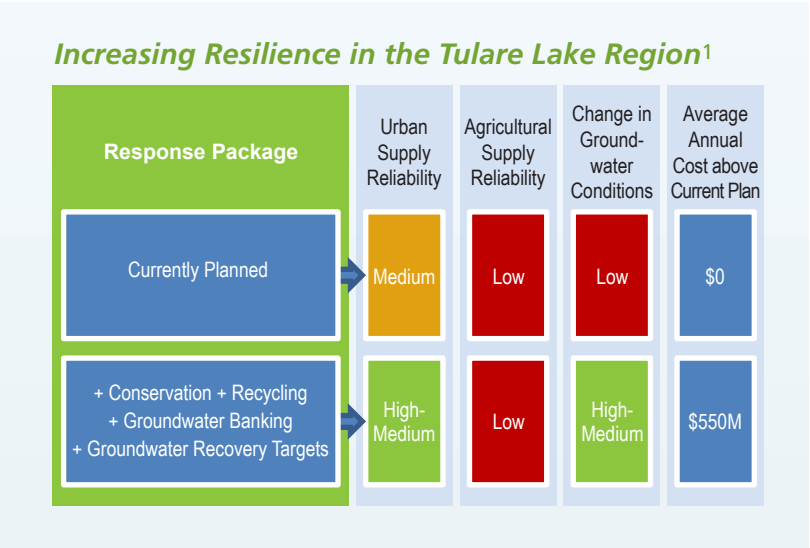 Increasing Resilience in the Tulare Lake Region1
Response Package
Urban
Supply
Reliability
Agricultural
Supply
Reliability
Change in
Ground-
water
Conditions
Average
Annual
Cost above
Current Plan
Currently Planned
Medium
Low
Low
$0
+ Conservation + Recycling
+ Groundwater Banking
+ Groundwater Recovery Targets
High-
Medium
Low
High-
Medium
$550M